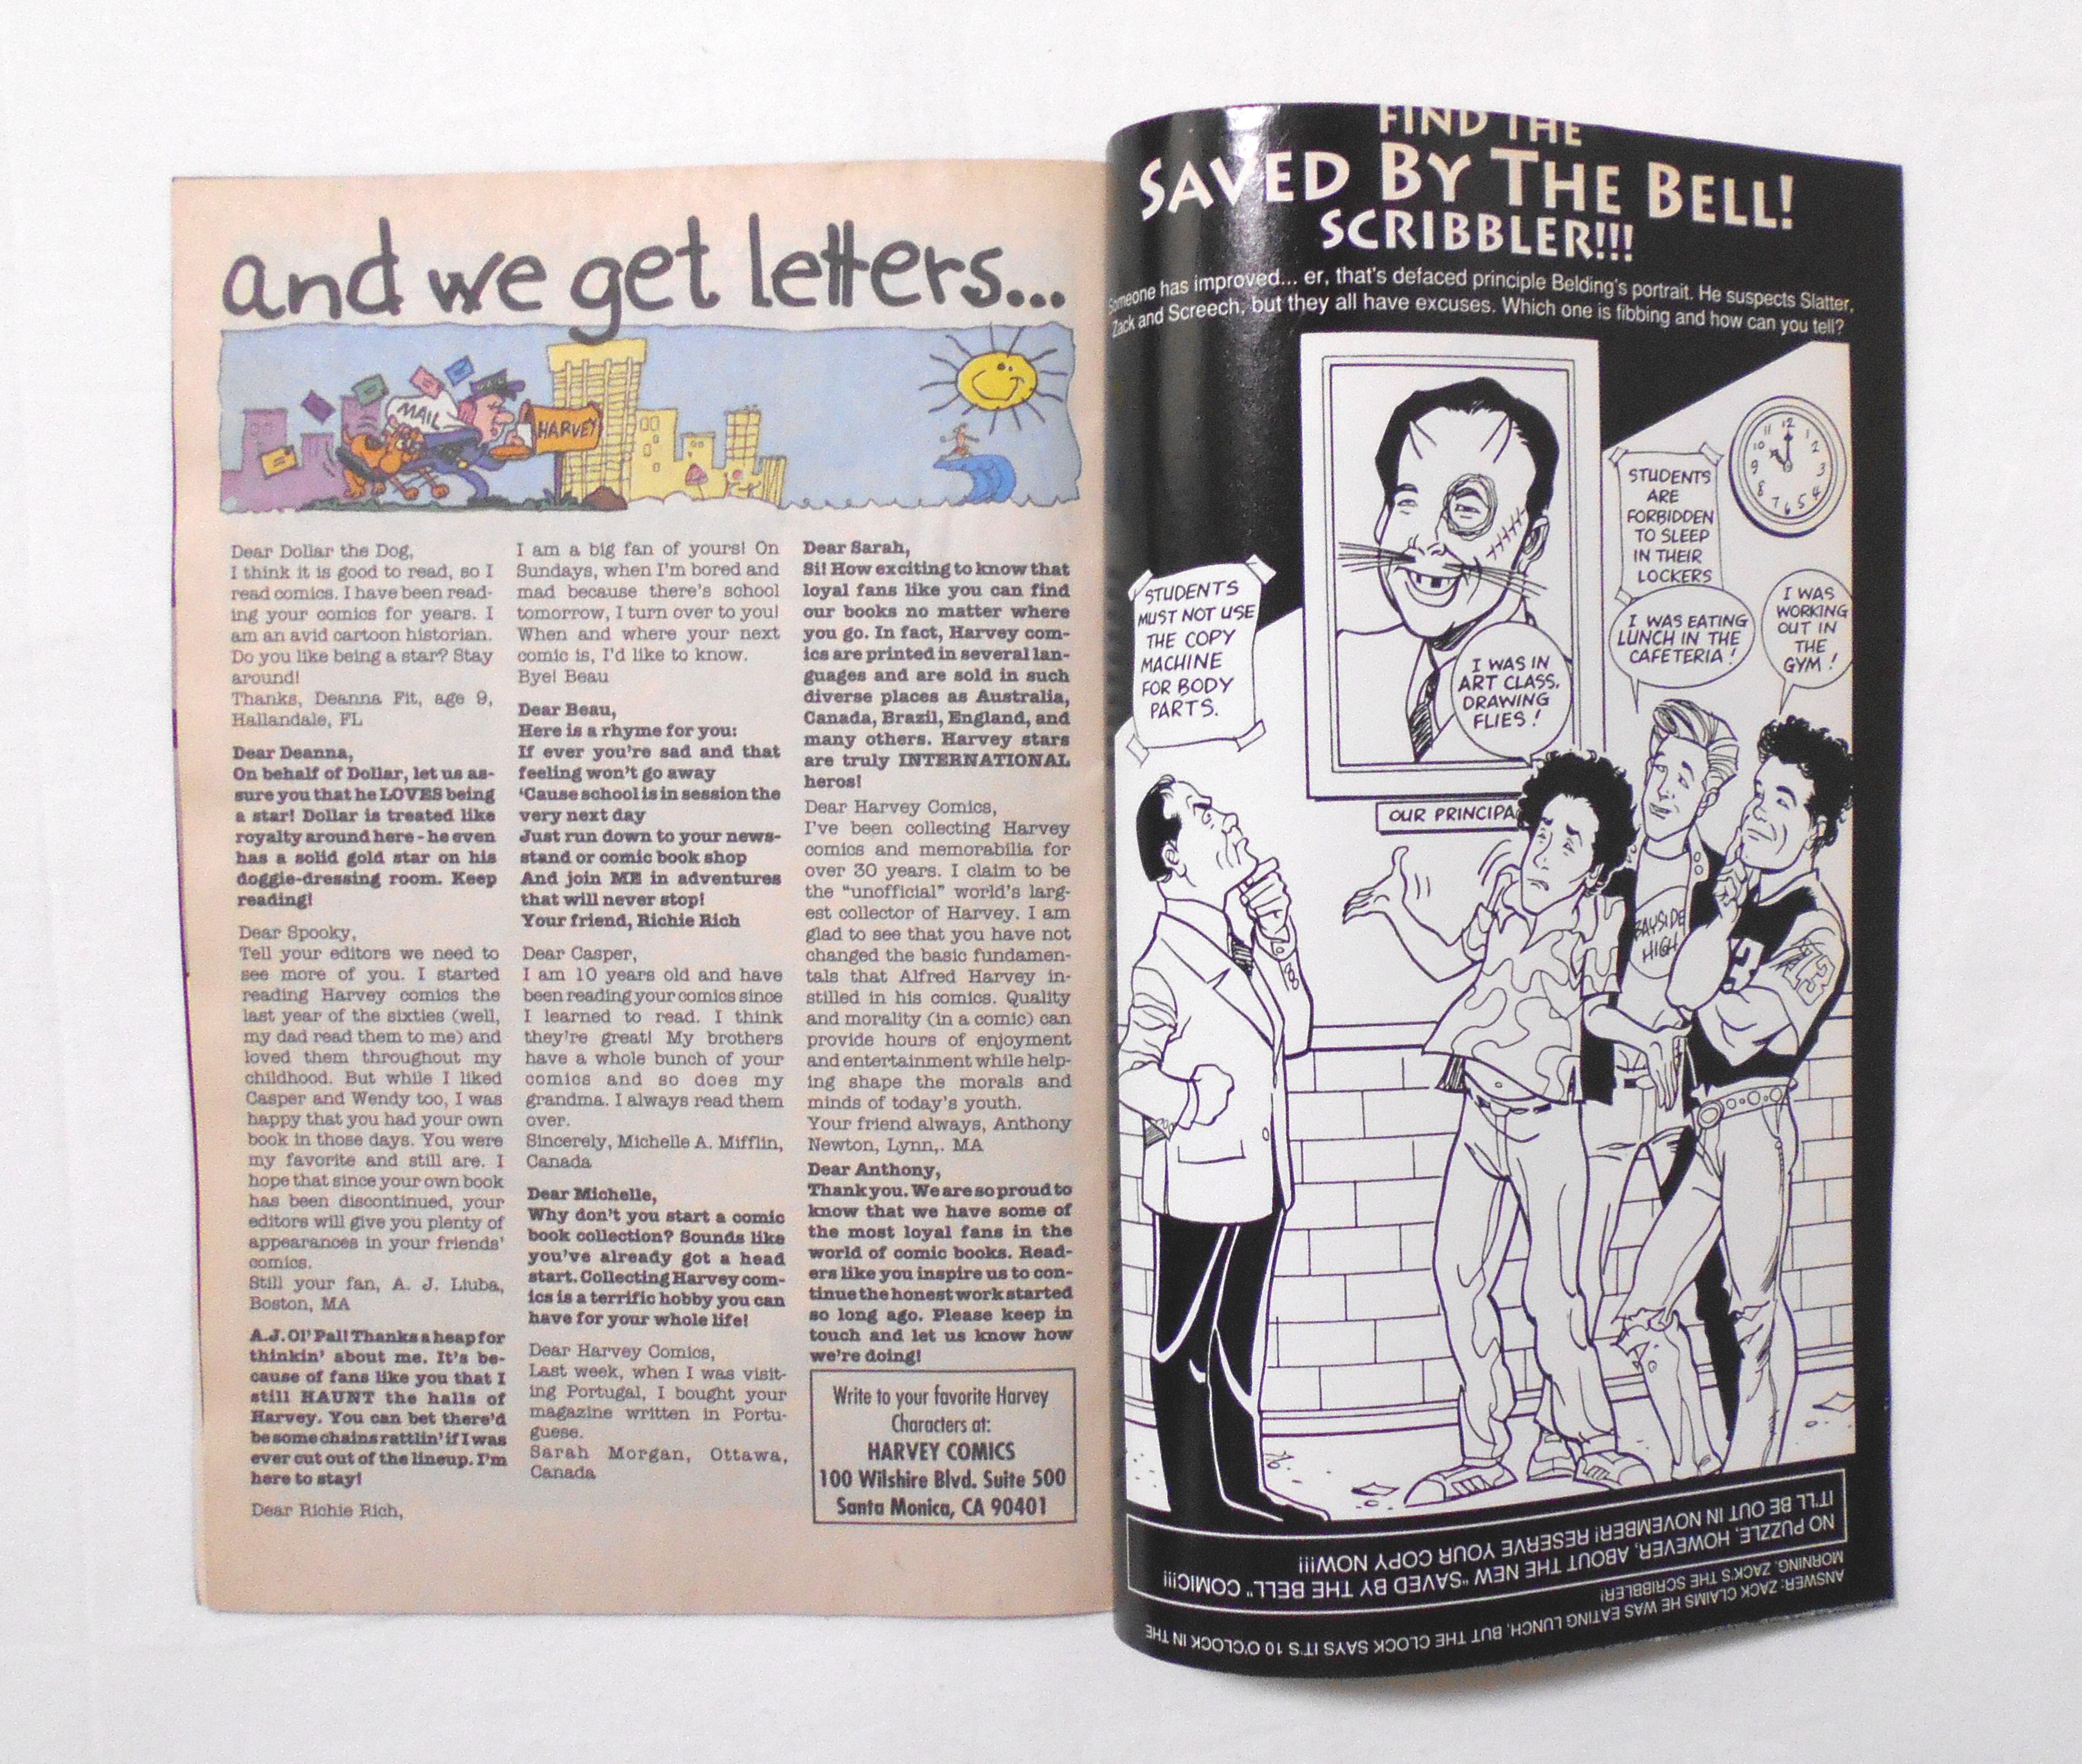 and we get letters...
MAIL
HARVEY
Dear Dollar the Dog,
I think it is good to read, so I
read comics. I have been read-
ing your comics for years. I
am an avid cartoon historian.
Do you like being a star? Stay
around!
Thanks, Deanna Fit, age 9,
Hallandale, FL
Dear Deanna,
On behalf of Dollar, let us as-
sure you that he LOVES being
a star! Dollar is treated like
royalty around here - he even
has a solid gold star on his
doggie-dressing room. Keep
reading!
Dear Spooky,
Tell your editors we need to
see more of you. I started
reading Harvey comics the
last year of the sixties (well,
my dad read them to me) and
loved them throughout my
childhood. But while I liked
Casper and Wendy too, I was
happy that you had your own
book in those days. You were
my favorite and still are. I
hope that since your own book
has been discontinued, your
editors will give you plenty of
appearances in your friends'
comics.
Still your fan, A. J. Liuba,
Boston, MA
A.J. Ol' Pal! Thanks a heap for
thinkin' about me. It's be-
cause of fans like you that I
still HAUNT the halls of
Harvey. You can bet there'd
be some chains rattlin' if I was
ever cut out of the lineup. I'm
here to stay!
Dear Richie Rich,
I am a big fan of yours! On
Sundays, when I'm bored and
mad because there's school
tomorrow, I turn over to you!
When and where your next
comic is, I'd like to know.
Bye! Beau
Dear Beau,
Here is a rhyme for you:
If ever you're sad and that
feeling won't go away
'Cause school is in session the
very next day
Just run down to your news-
stand or comic book shop
And join ME in adventures
that will never stop!
Your friend, Richie Rich
Dear Casper,
I am 10 years old and have
been reading your comics since
I learned to read. I think
they're great! My brothers
have a whole bunch of your
comics and so does my
grandma. I always read them
over.
Sincerely, Michelle A. Mifflin,
Canada
Dear Michelle,
Why don't you start a comic
book collection? Sounds like
you've already got a head
start. Collecting Harvey com-
ics is a terrific hobby you can
have for your whole life!
Dear Harvey Comics,
Last week, when I was visit-
ing Portugal, I bought your
magazine written in Portu-
guese.
Sarah Morgan, Ottawa,
Canada
Dear Sarah,
Si! How exciting to know that
loyal fans like you can find
our books no matter where
you go. In fact, Harvey com-
ics are printed in several lan-
guages and are sold in such
diverse places as Australia,
Canada, Brazil, England, and
many others. Harvey stars
are truly INTERNATIONAL
heros!
Dear Harvey Comics,
I've been collecting Harvey
comics and memorabilia for
over 30 years. I claim to be
the "unofficial" world's larg-
est collector of Harvey. I am
glad to see that you have not
changed the basic fundamen-
tals that Alfred Harvey in-
stilled in his comics. Quality
and morality (in a comic) can
provide hours of enjoyment
and entertainment while help-
ing shape the morals and
minds of today's youth.
Your friend always, Anthony
Newton, Lynn,. MA
Dear Anthony,
Thank you. We are so proud to
know that we have some of
the most loyal fans in the
world of comic books. Read-
ers like you inspire us to con-
tinue the honest work started
so long ago. Please keep in
touch and let us know how
we're doing!
Write to your favorite Harvey
Characters at:
HARVEY COMICS
100 Wilshire Blvd. Suite 500
Santa Monica, CA 90401
FIND THE
SAVED BY THE BELL!
SCRIBBLER!!!
Someone has improved... er, that's defaced principle Belding's portrait. He suspects Slatter,
Zack and Screech, but they all have excuses. Which one is fibbing and how can you tell?
12
1
2
3
4
5
6
7
8
9
10
11
STUDENTS
ARE
FORBIDDEN
TO SLEEP
IN THEIR
LOCKERS
STUDENTS
MUST NOT USE
THE COPY
MACHINE
FOR BODY
PARTS.
I WAS IN
ART CLASS,
DRAWING
FLIES!
I WAS EATING
LUNCH IN THE
CAFETERIA!
I WAS
WORKING
OUT IN
THE
GYM!
OUR PRINCIPA
BAYSIDE
HIGH
3
13
ANSWER: ZACK CLAIMS HE WAS EATING LUNCH, BUT THE CLOCK SAYS IT'S 10 O'CLOCK IN THE
MORNING. ZACK'S THE SCRIBBLER!
NO PUZZLE, HOWEVER, ABOUT THE NEW "SAVED BY THE BELL" COMIC!!!
IT'LL BE OUT IN NOVEMBER! RESERVE YOUR COPY NOW!!!!